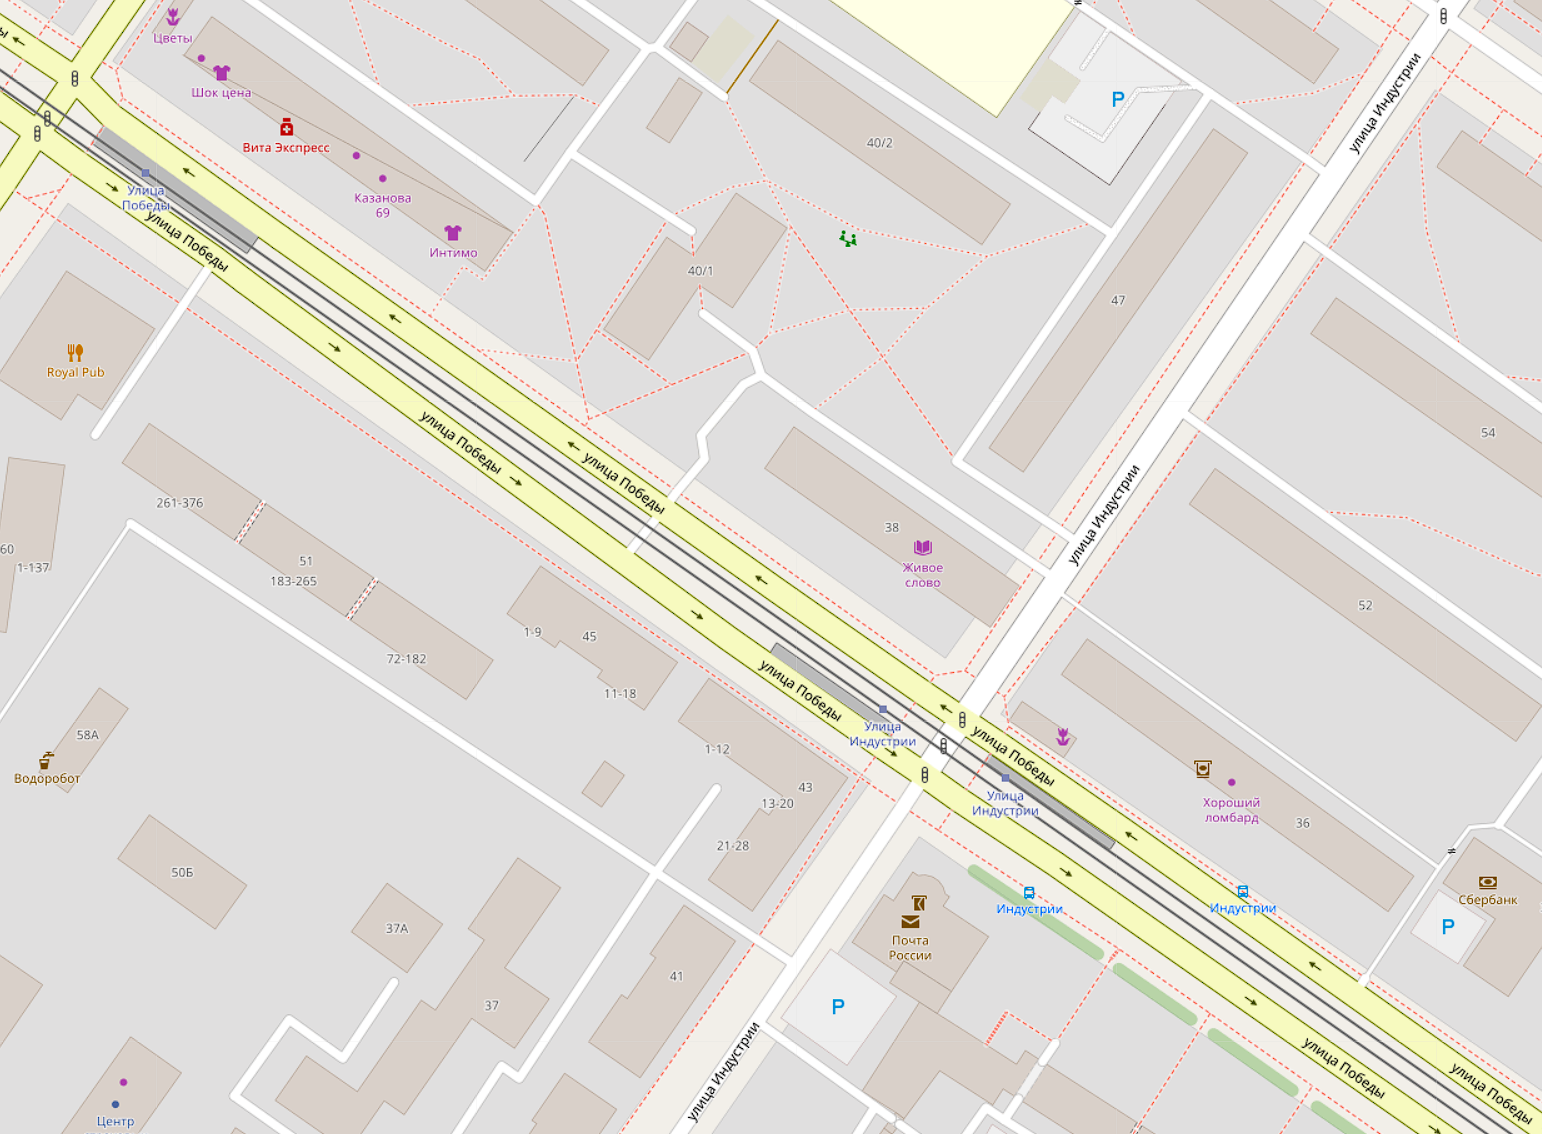 Цветы
Шок цена
Вита Экспресс
Казанова
69
Интимо
Улица
Победы
улица Победы
Royal Pub
40/2
40/1
P
улица Индустрии
47
54
52
улица Победы
улица Победы
улица Индустрии
38
Живое
слово
261-376
51
183-265
72-182
60
1-137
1-9
45
11-18
улица Победы
Улица
Индустрии
улица Победы
Улица
Индустрии
58А
Водоробот
1-12
43
13-20
21-28
Хороший
ломбард
36
Сбербанк
P
50Б
37А
37
41
Почта
России
Индустрии
Индустрии
P
улица Индустрии
улица Победы
улица Победы
Центр